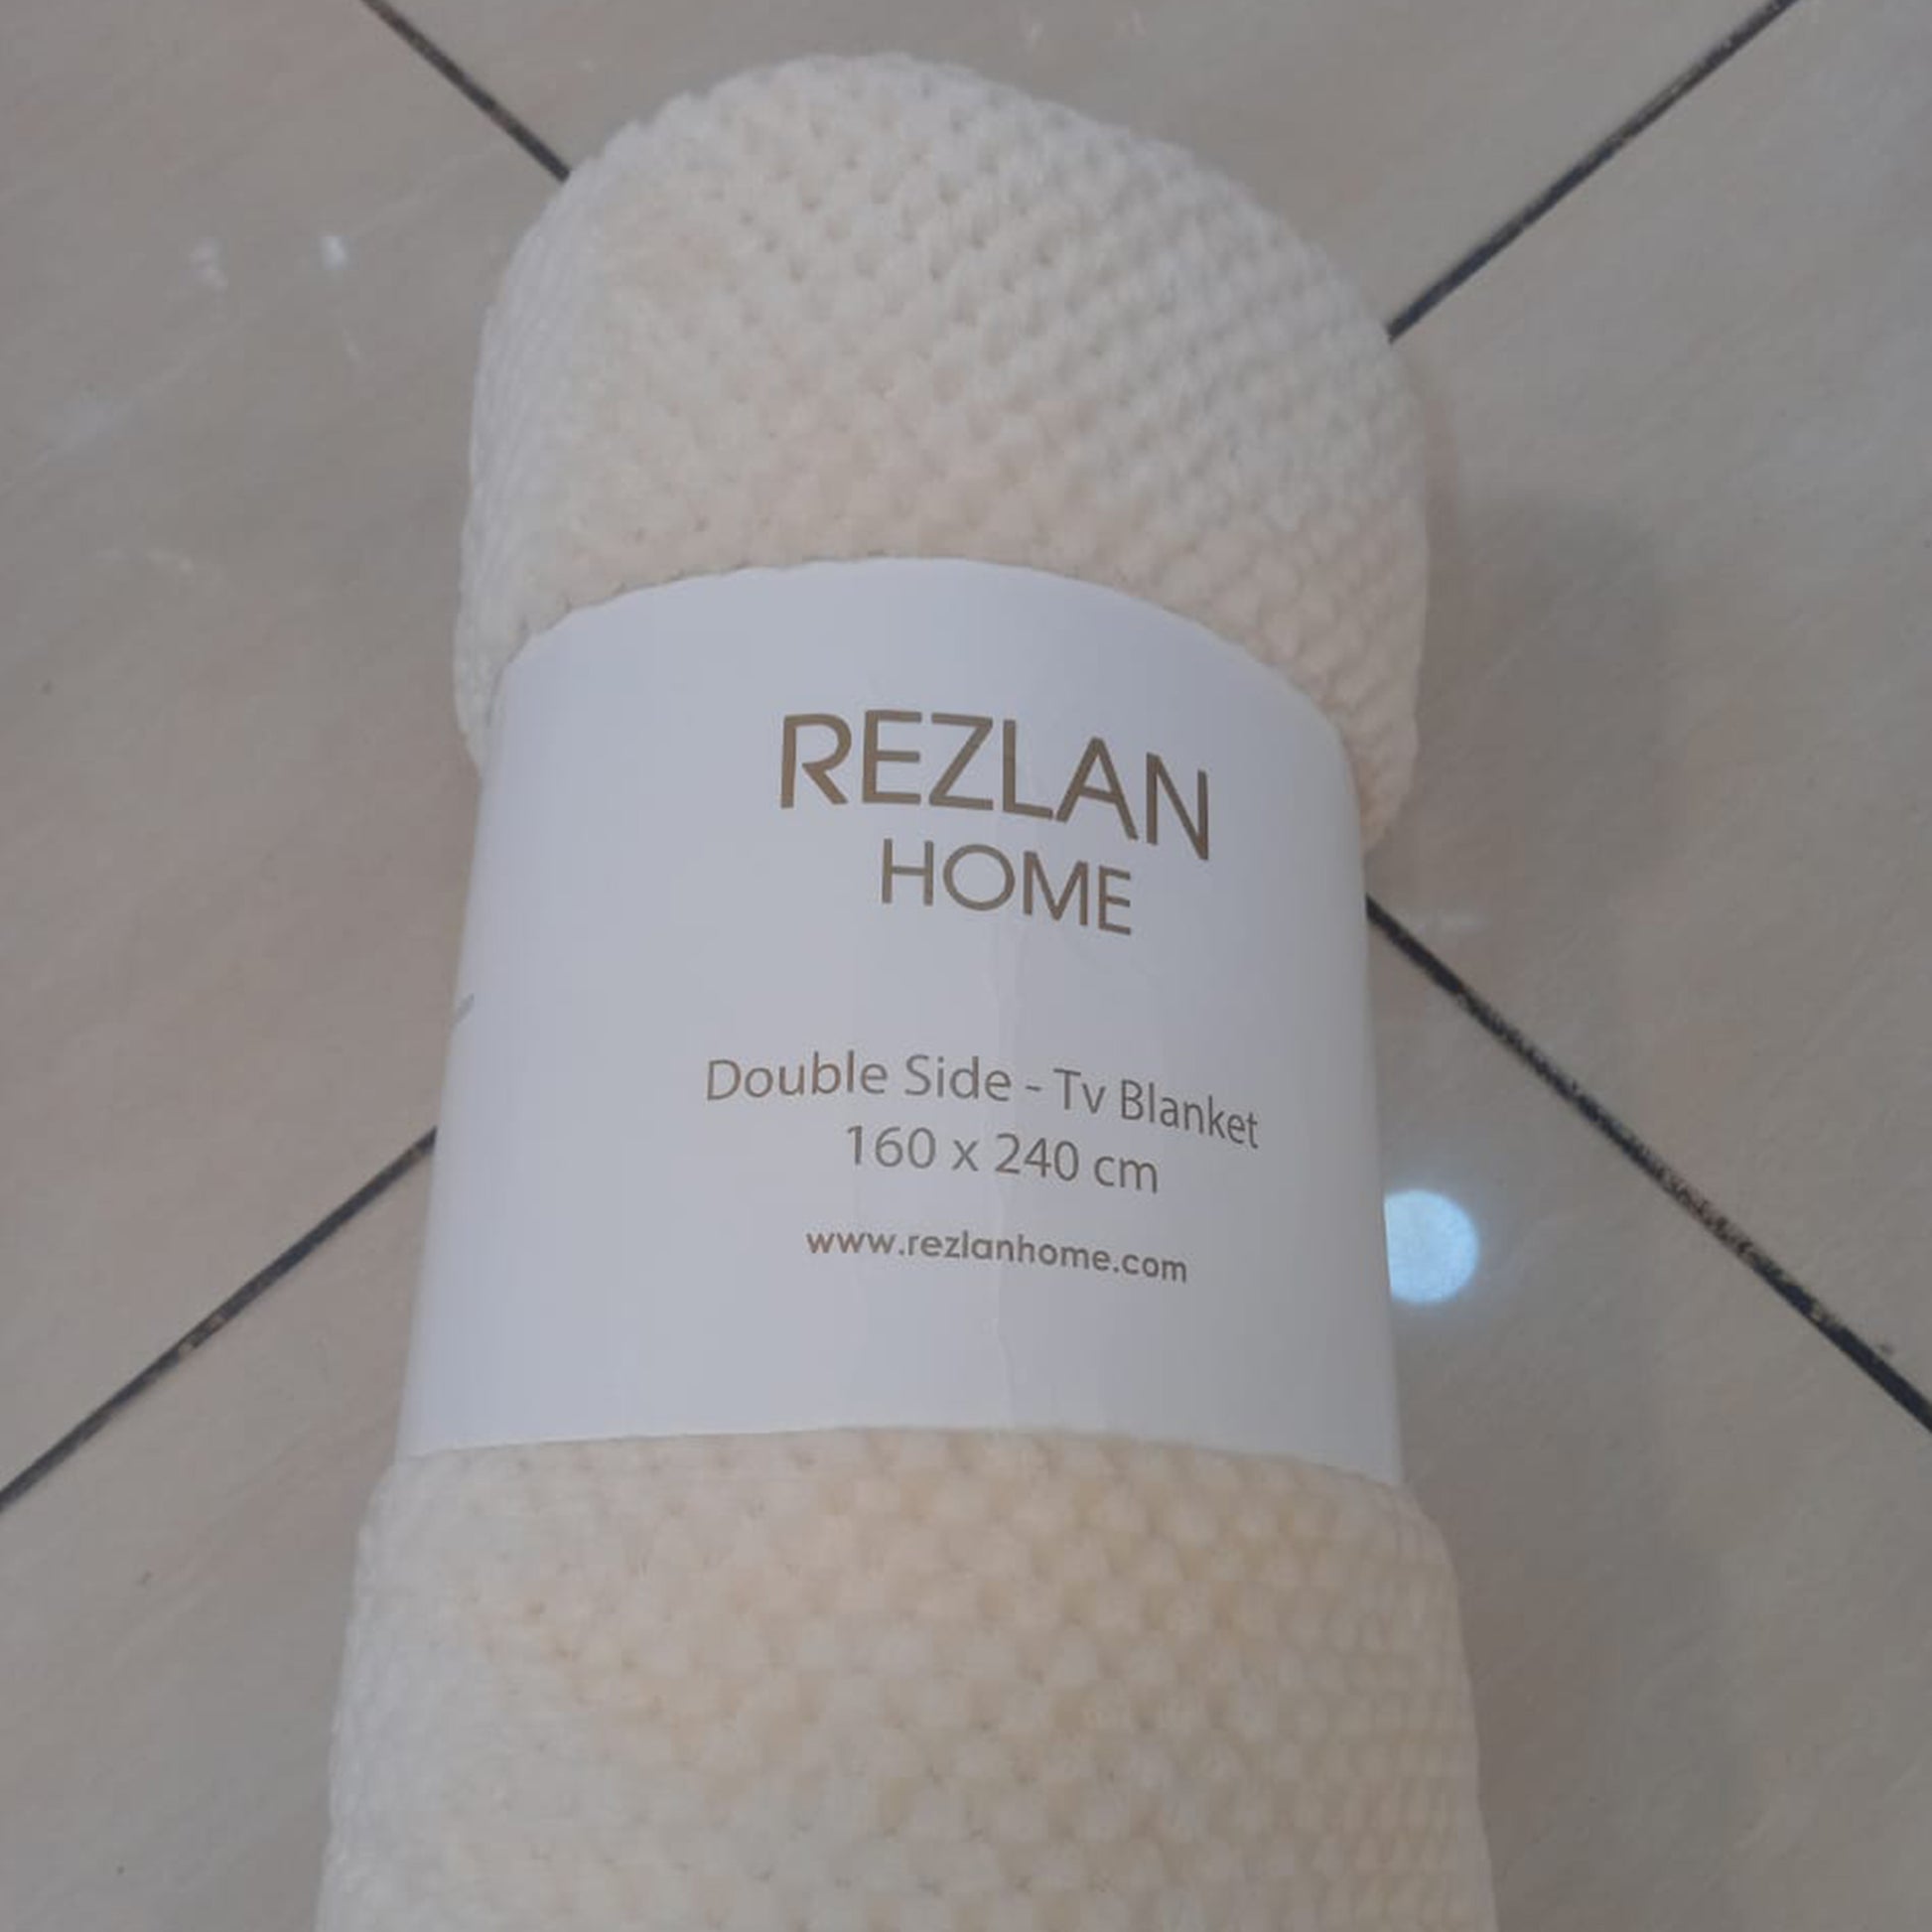 REZLAN
HOME
Double Side - Tv Blanket
160 x 240 cm
www.rezlanhome.com